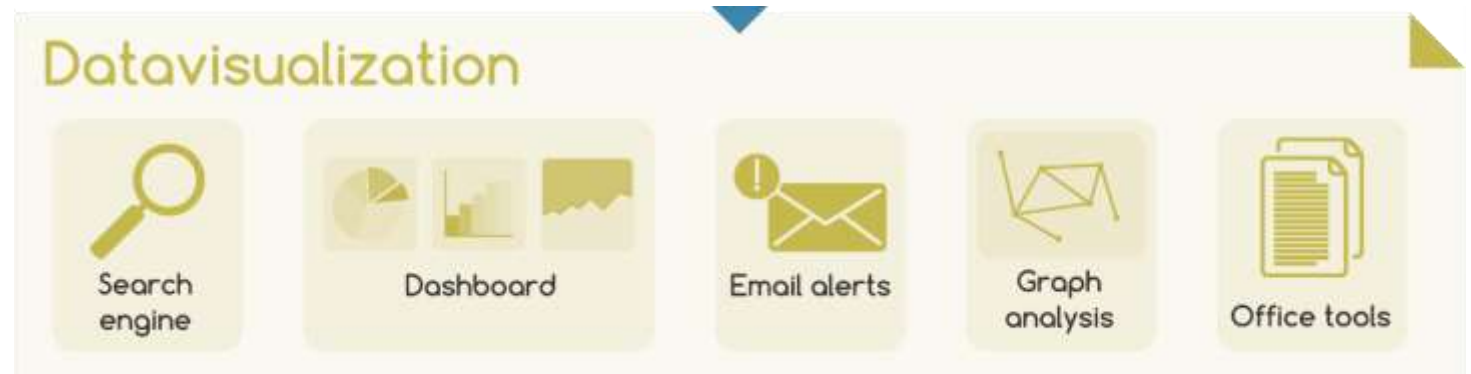 Datavisualization
Search
engine
Dashboard
Email alerts
Graph
analysis
Office tools